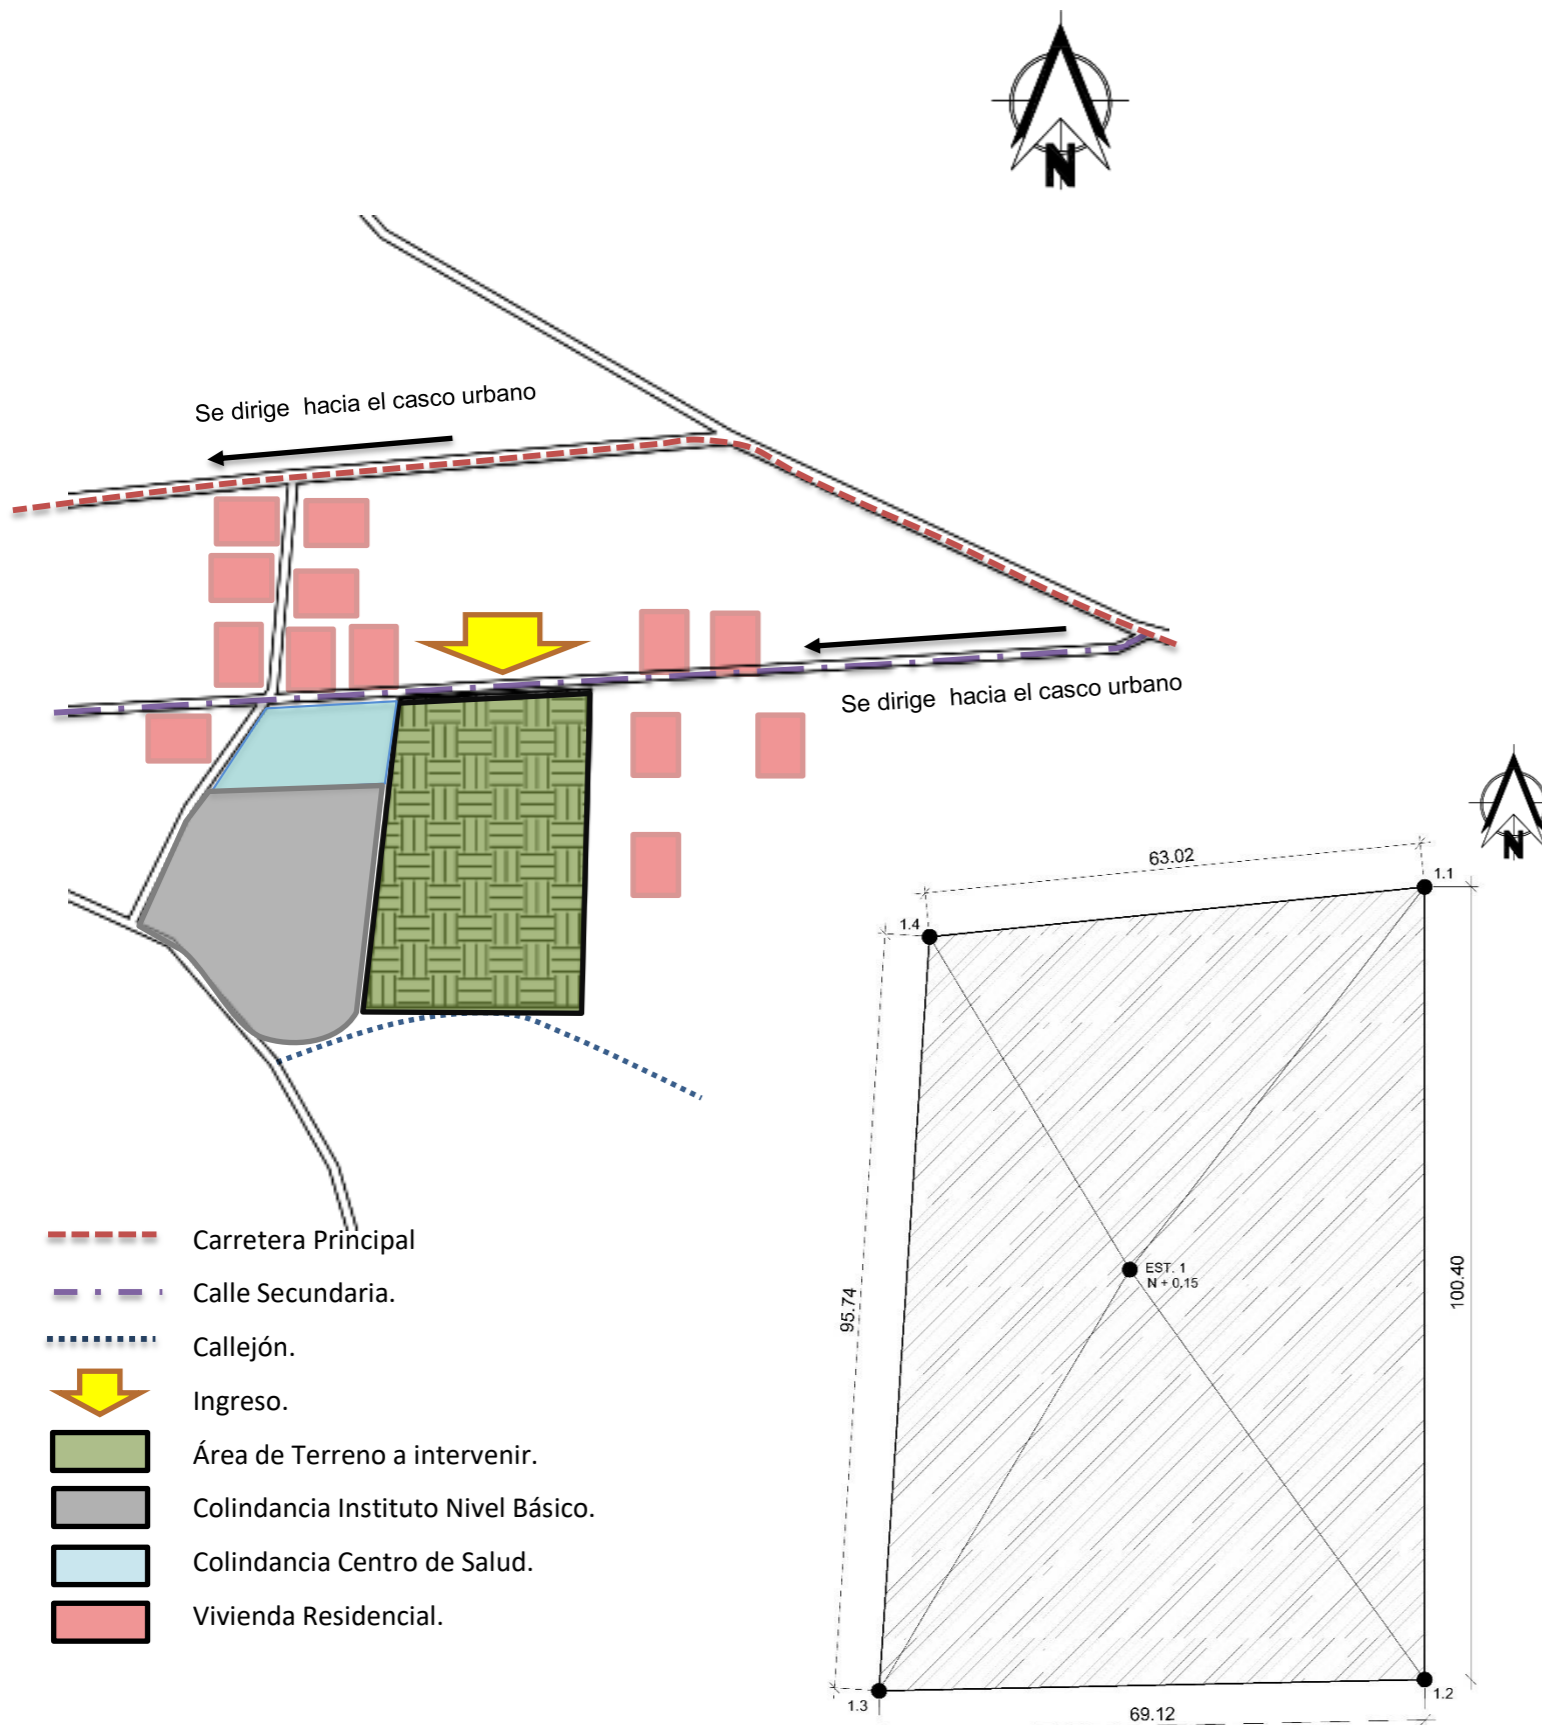 N
Se dirige hacia el casco urbano
Se dirige hacia el casco urbano
N
63.02
1.1
1.4
EST. 1
N + 0.15
100.40
95.74
1.3
1.2
69.12
Carretera Principal
Calle Secundaria.
Callejón.
Ingreso.
Área de Terreno a intervenir.
Colindancia Instituto Nivel Básico.
Colindancia Centro de Salud.
Vivienda Residencial.